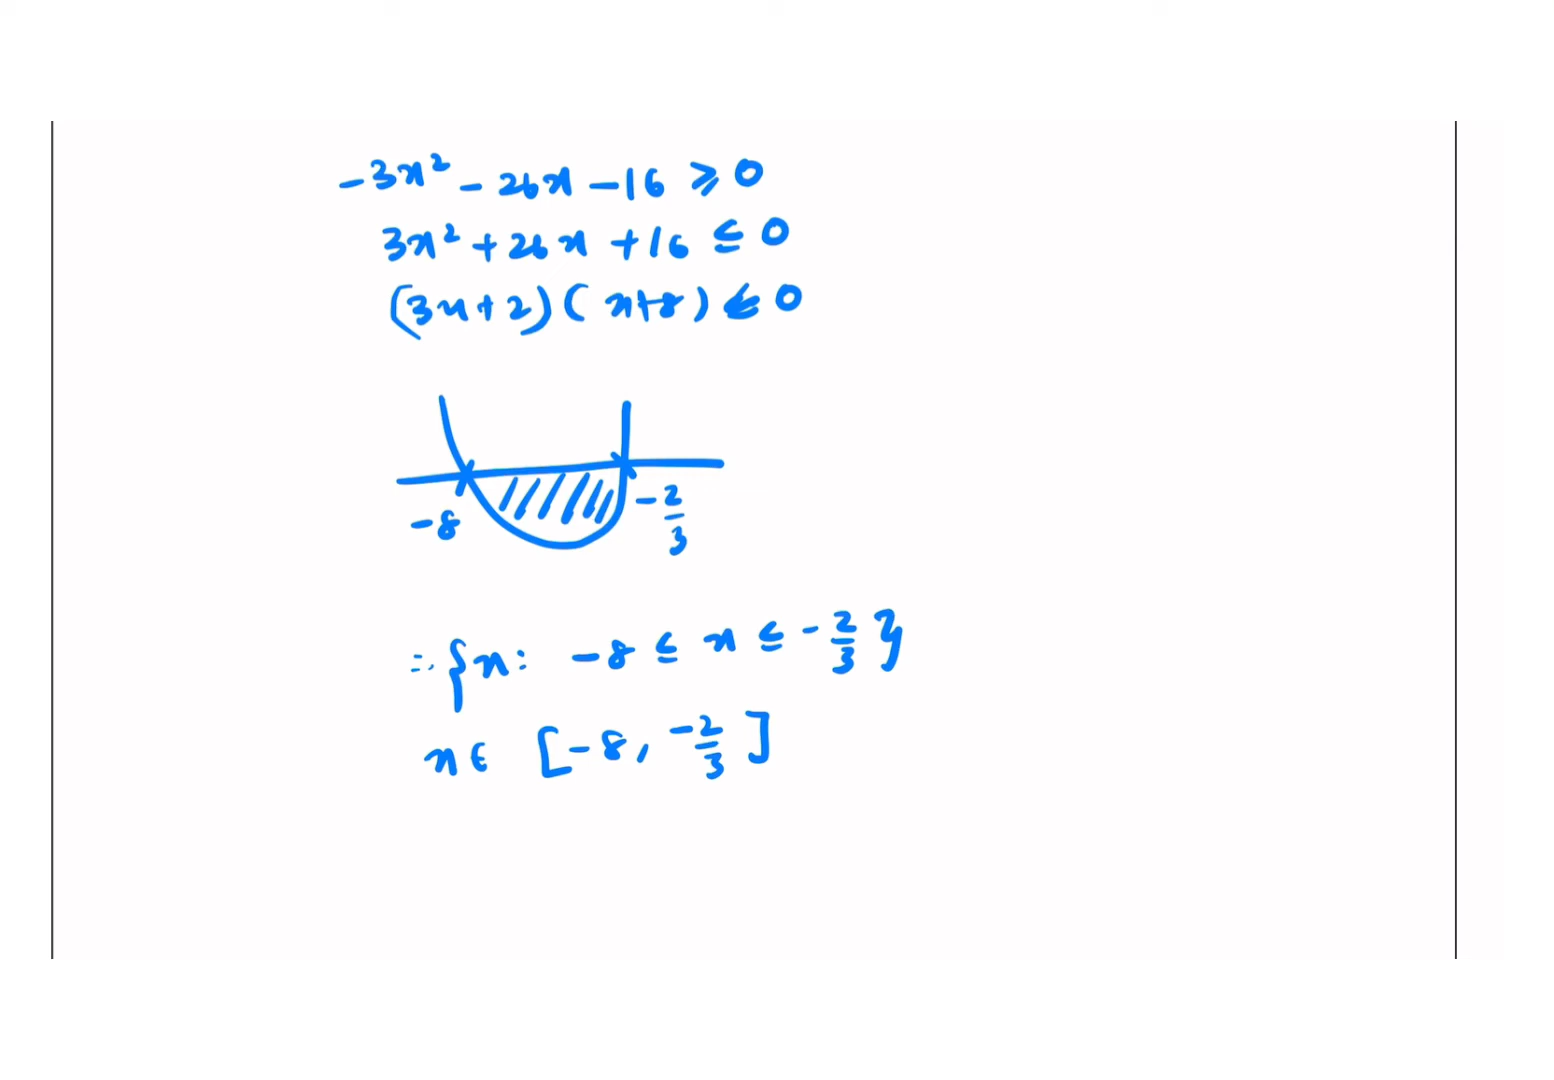 -3x² - 26x - 16 ≥ 0
3x² + 26x + 16 ≤ 0
(3x + 2)(x + 8) ≤ 0
-8
-2/3
∴ {x: -8 ≤ x ≤ -2/3}
x ∈ [-8, -2/3]